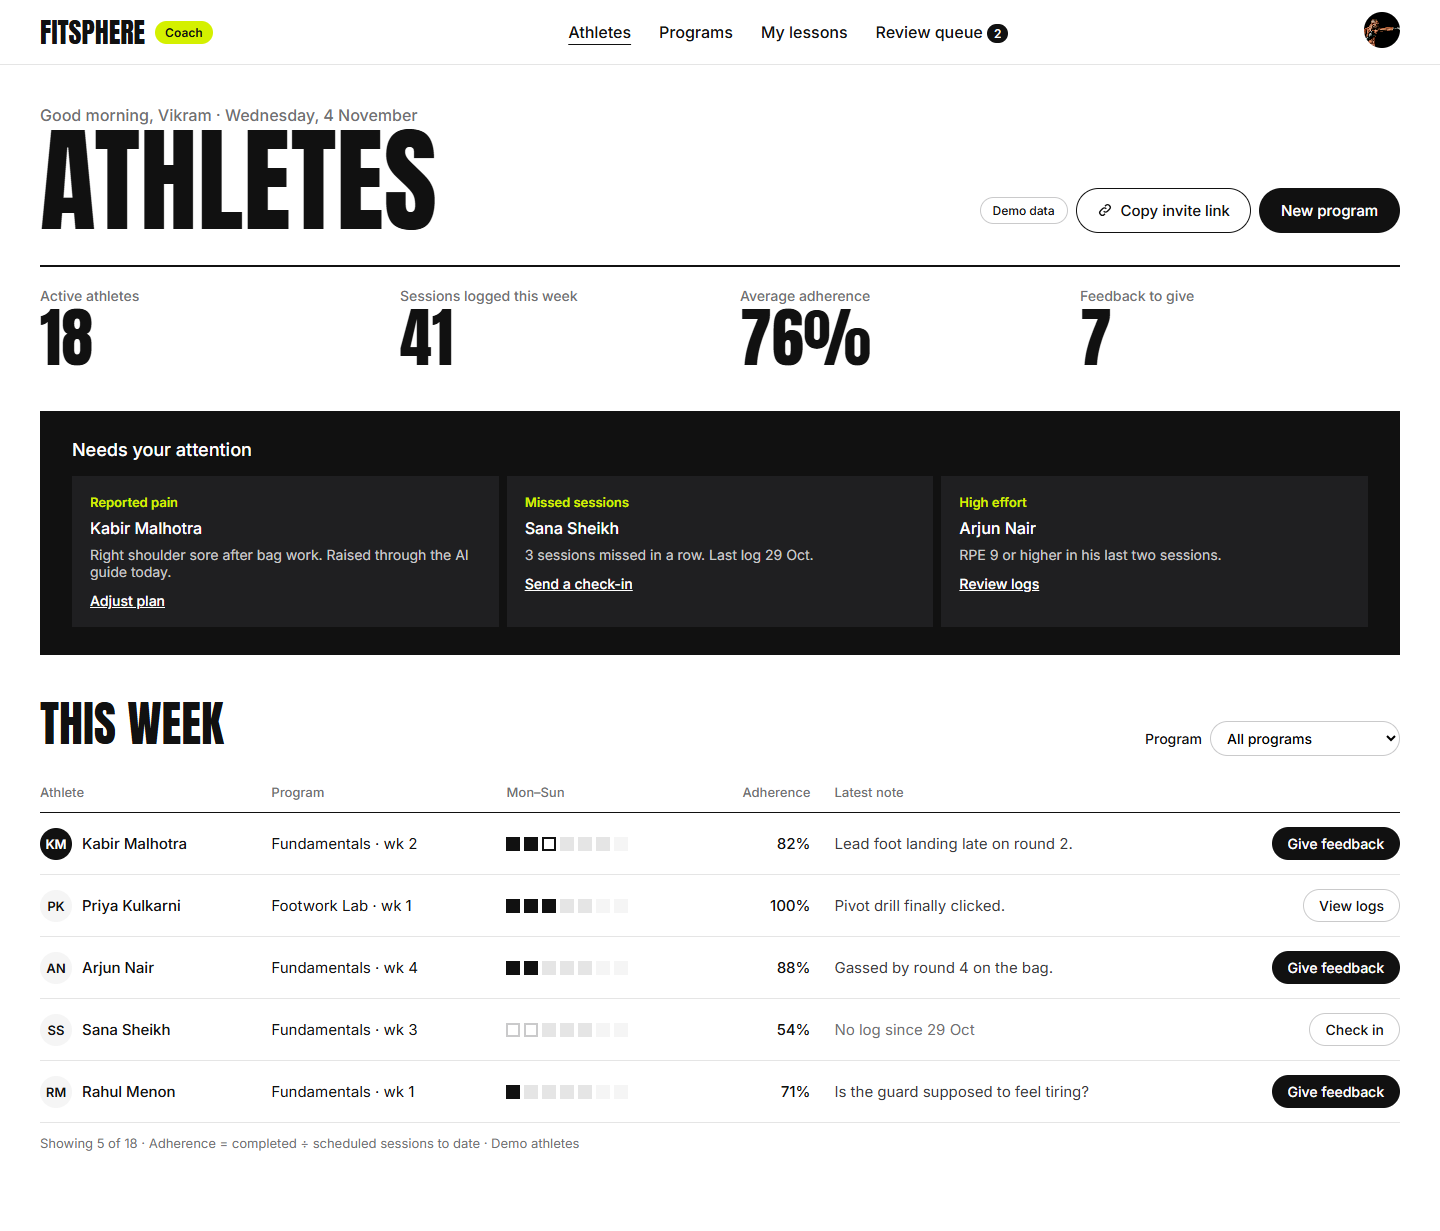 FITSPHERE Coach
Athletes Programs My lessons Review queue 2
Good morning, Vikram · Wednesday, 4 November
ATHLETES
Demo data Copy invite link New program
Active athletes Sessions logged this week Average adherence Feedback to give
18 41 76% 7
Needs your attention
Reported pain
Kabir Malhotra
Right shoulder sore after bag work. Raised through the AI
guide today.
Adjust plan
Missed sessions
Sana Sheikh
3 sessions missed in a row. Last log 29 Oct.
Send a check-in
High effort
Arjun Nair
RPE 9 or higher in his last two sessions.
Review logs
THIS WEEK
Program All programs
Athlete Program Mon–Sun Adherence Latest note
KM Kabir Malhotra Fundamentals · wk 2 82% Lead foot landing late on round 2. Give feedback
PK Priya Kulkarni Footwork Lab · wk 1 100% Pivot drill finally clicked. View logs
AN Arjun Nair Fundamentals · wk 4 88% Gassed by round 4 on the bag. Give feedback
SS Sana Sheikh Fundamentals · wk 3 54% No log since 29 Oct Check in
RM Rahul Menon Fundamentals · wk 1 71% Is the guard supposed to feel tiring? Give feedback
Showing 5 of 18 · Adherence = completed ÷ scheduled sessions to date · Demo athletes